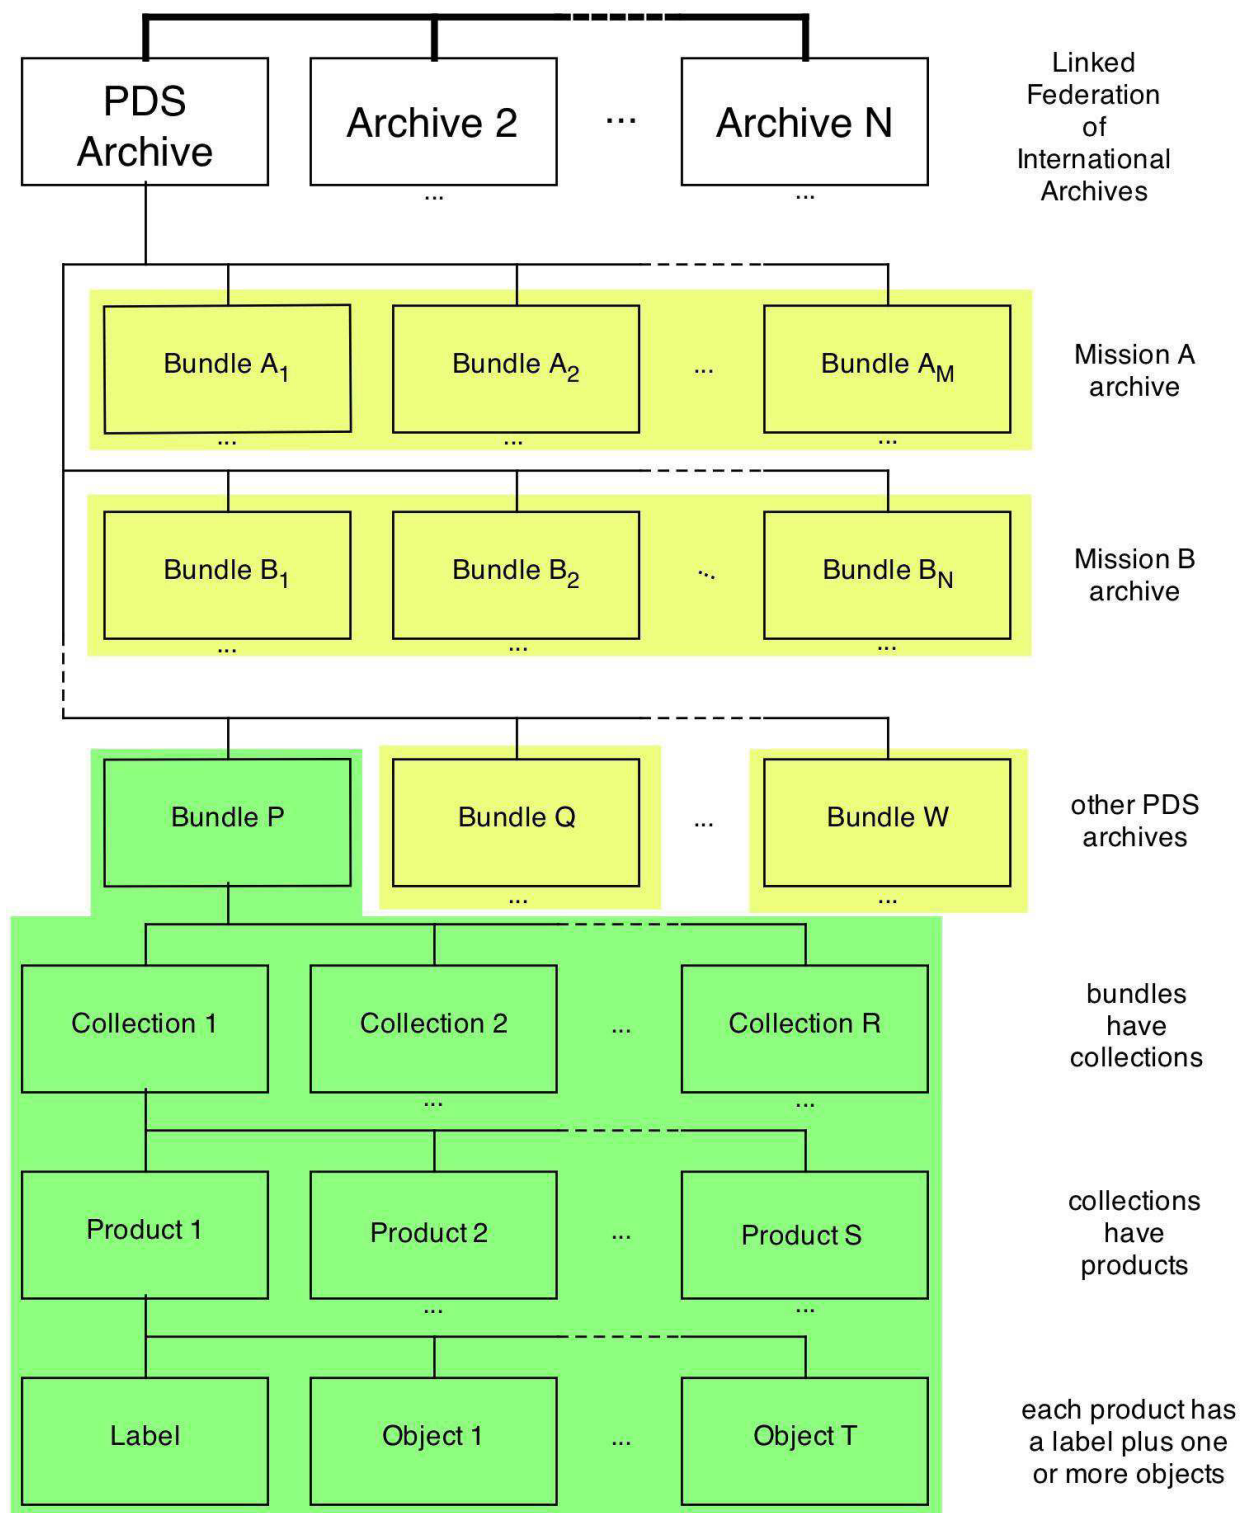 PDS
Archive
Archive 2
...
Archive N
Linked
Federation
of
International
Archives
...
...
Bundle A1
Bundle A2
...
Bundle AM
Mission A
archive
...
...
...
Bundle B1
Bundle B2
...
Bundle BN
Mission B
archive
...
...
...
Bundle P
Bundle Q
...
Bundle W
other PDS
archives
...
...
Collection 1
Collection 2
...
Collection R
bundles
have
collections
...
...
Product 1
Product 2
...
Product S
collections
have
products
...
...
Label
Object 1
...
Object T
each product has
a label plus one
or more objects